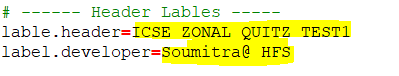 # ------ Header Lables -----
lable.header=ICSE ZONAL QUITZ TEST1
label.developer=Soumitra@ HFS